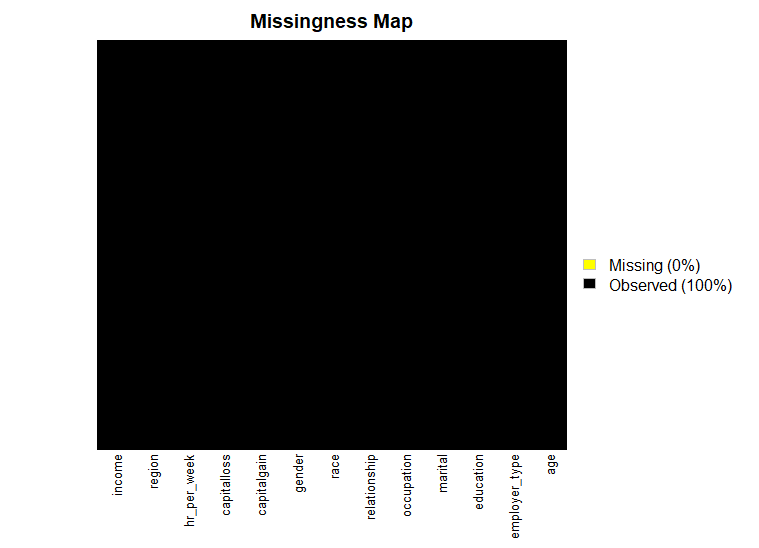 Missingness Map
Missing (0%)
Observed (100%)
income
region
hr_per_week
capitalloss
capitalgain
gender
race
relationship
occupation
marital
education
employer_type
age